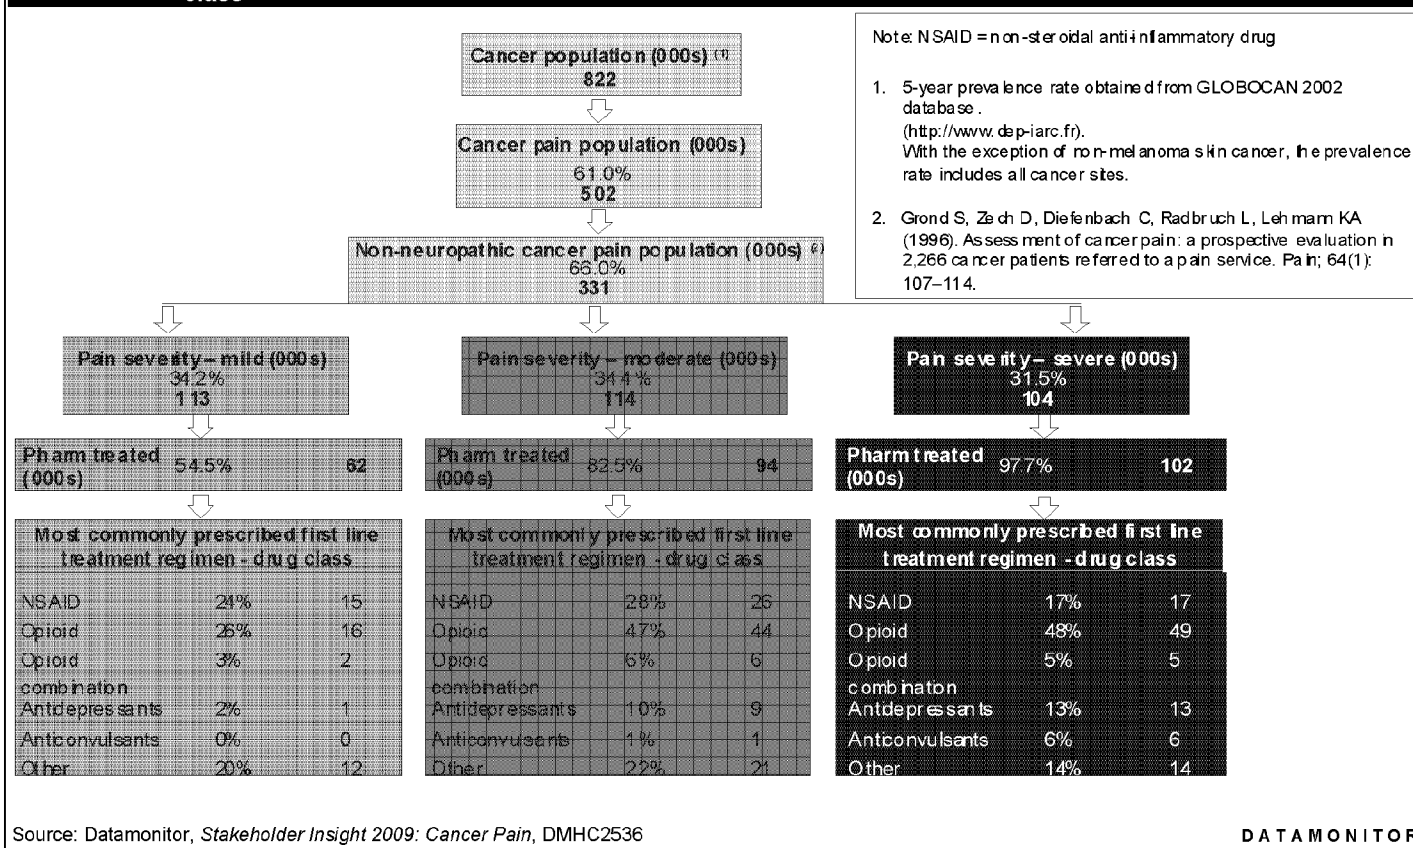 Cancer population (000s) (1)
822
Cancer pain population (000s)
61.0%
502
Non-neuropathic cancer pain population (000s) (2)
66.0%
331
Note: NSAID = non-steroidal anti-inflammatory drug
1. 5-year prevalence rate obtained from GLOBOCAN 2002
database.
(http://www.dep-iarc.fr).
With the exception of non-melanoma skin cancer, the prevalence
rate includes all cancer sites.
2. Grond S, Zech D, Diefenbach C, Radbruch L, Lehmann KA
(1996). Assessment of cancer pain: a prospective evaluation in
2,266 cancer patients referred to a pain service. Pain; 64(1):
107–114.
Pain severity – mild (000s)
34.2%
113
Pharm treated
(000s) 54.5% 62
Most commonly prescribed first line
treatment regimen - drug class
NSAID 24% 15
Opioid 26% 16
Opioid 3% 2
combination
Antidepressants 2% 1
Anticonvulsants 0% 0
Other 20% 12
Pain severity – moderate (000s)
34.4%
114
Pharm treated
(000s) 82.5% 94
Most commonly prescribed first line
treatment regimen - drug class
NSAID 28% 26
Opioid 47% 44
Opioid 6% 6
combination
Antidepressants 10% 9
Anticonvulsants 1% 1
Other 22% 21
Pain severity – severe (000s)
31.5%
104
Pharm treated
(000s) 97.7% 102
Most commonly prescribed first line
treatment regimen - drug class
NSAID 17% 17
Opioid 48% 49
Opioid 5% 5
combination
Antidepressants 13% 13
Anticonvulsants 6% 6
Other 14% 14
Source: Datamonitor, Stakeholder Insight 2009: Cancer Pain, DMHC2536
DATAMONITOR